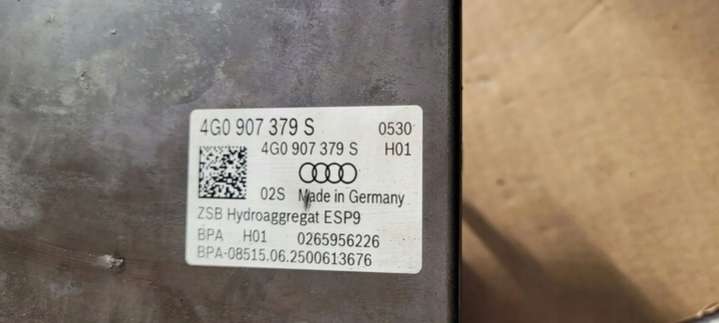 4G0 907 379 S 0530
4G0 907 379 S H01
02S Made in Germany
ZSB Hydroaggregat ESP9
BPA H01 0265956226
BPA-08515.06.2500613676